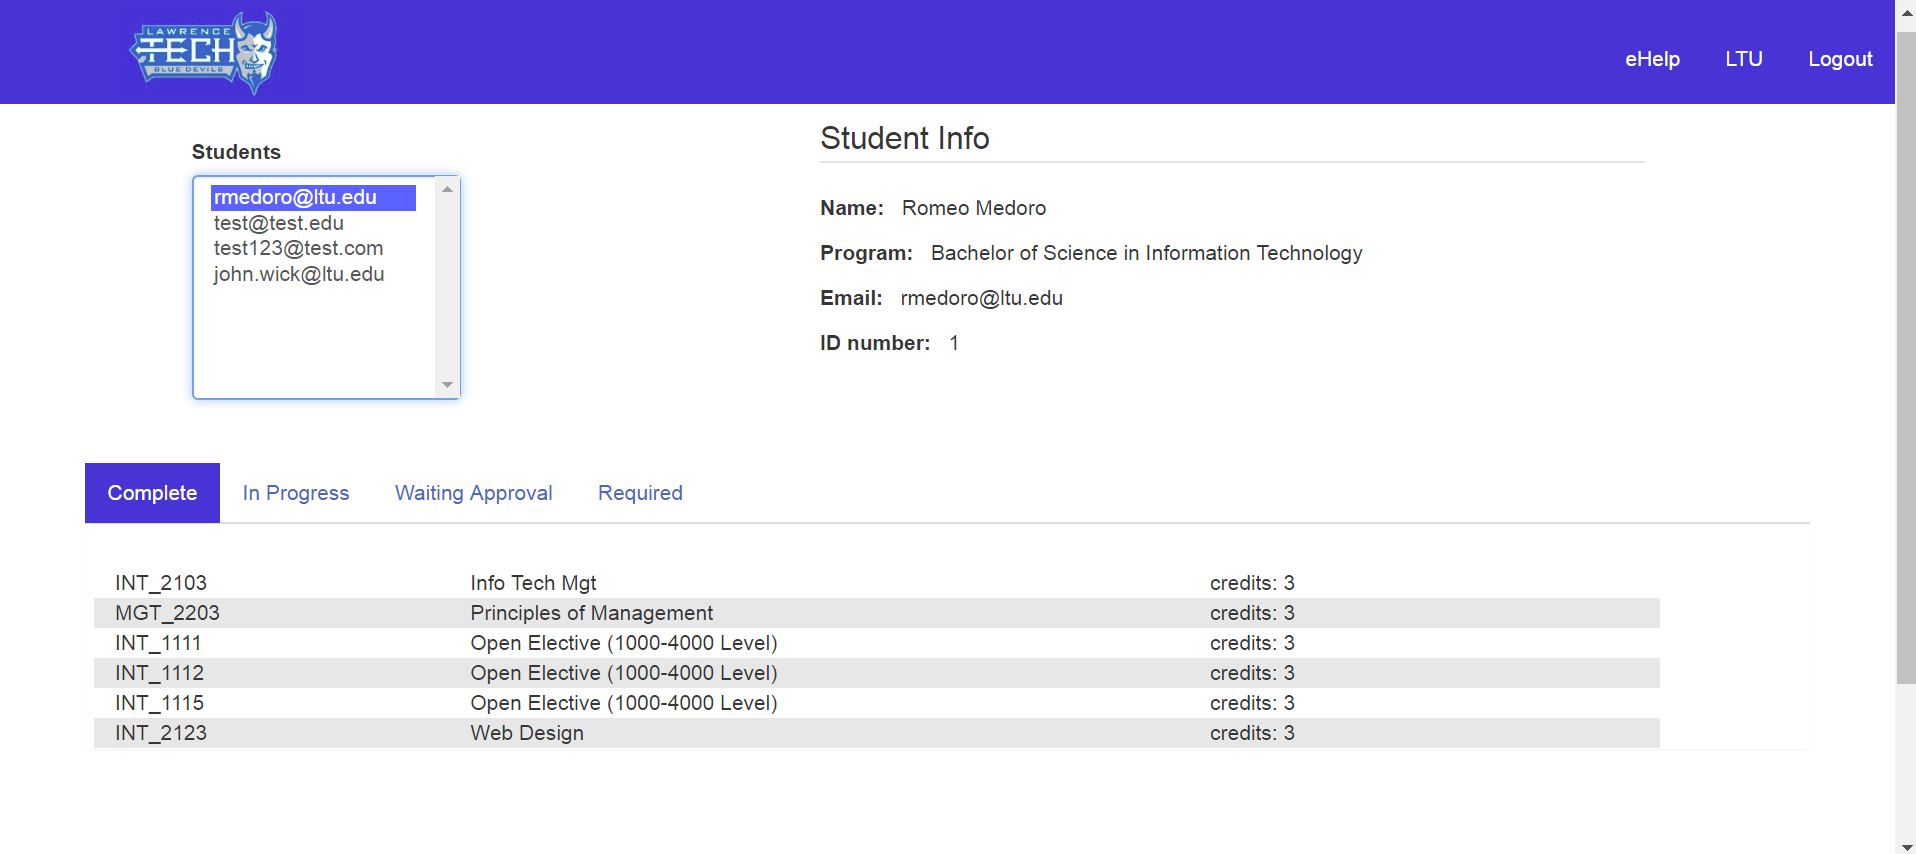 LAWRENCE
TECH
BLUE DEVILS
eHelp LTU Logout
Students
rmedoro@ltu.edu
test@test.edu
test123@test.com
john.wick@ltu.edu
Student Info
Name: Romeo Medoro
Program: Bachelor of Science in Information Technology
Email: rmedoro@ltu.edu
ID number: 1
Complete In Progress Waiting Approval Required
INT_2103 Info Tech Mgt credits: 3
MGT_2203 Principles of Management credits: 3
INT_1111 Open Elective (1000-4000 Level) credits: 3
INT_1112 Open Elective (1000-4000 Level) credits: 3
INT_1115 Open Elective (1000-4000 Level) credits: 3
INT_2123 Web Design credits: 3